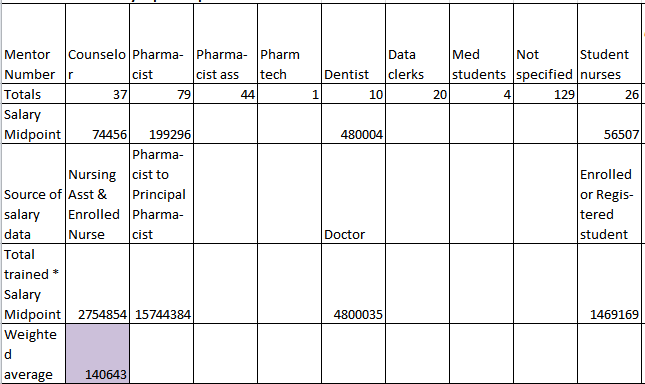 Mentor Number Counselor Pharma-cist Pharma-cist ass Pharm tech Dentist Data clerks Med students Not specified Student nurses
Totals 37 79 44 1 10 20 4 129 26
Salary Midpoint 74456 199296 480004 56507
Source of salary data Nursing Asst & Enrolled Nurse Pharma-cist to Principal Pharma-cist Doctor Enrolled or Regis-tered student
Total trained * Salary Midpoint 2754854 15744384 4800035 1469169
Weighted average 140643